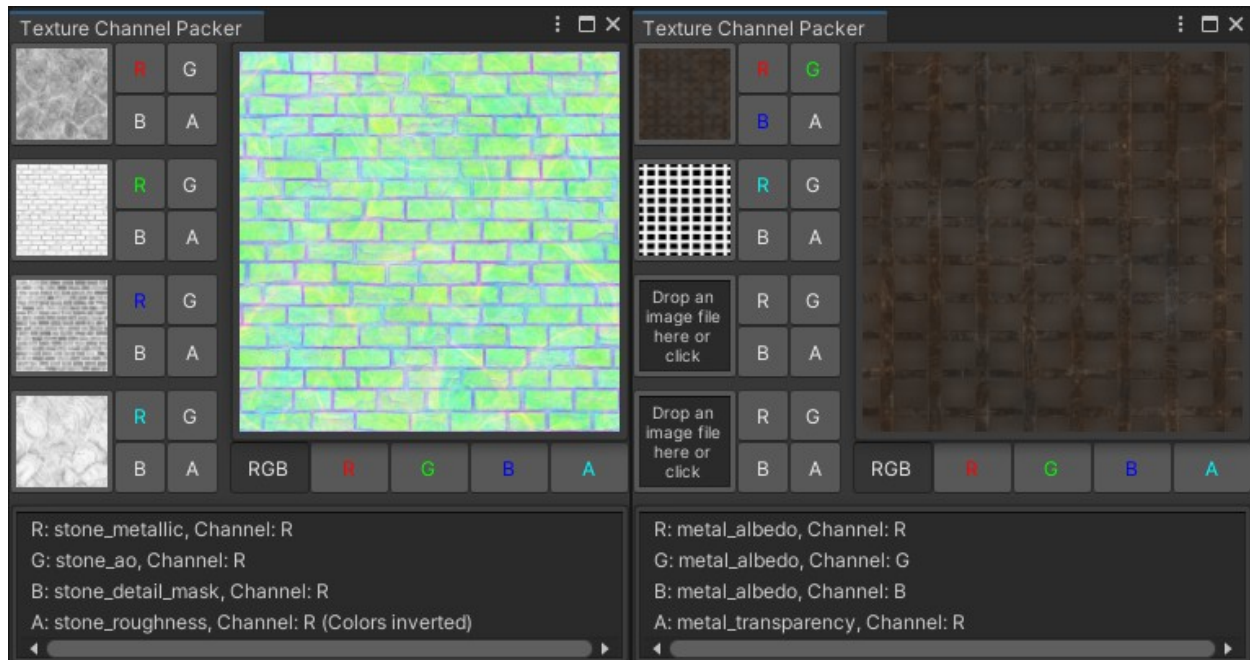 Texture Channel Packer
R G
B A
R G
B A
R G
B A
R G
B A
RGB R G B A
R: stone_metallic, Channel: R
G: stone_ao, Channel: R
B: stone_detail_mask, Channel: R
A: stone_roughness, Channel: R (Colors inverted)
Texture Channel Packer
R G
B A
R G
B A
Drop an
image file
here or
click
R G
B A
Drop an
image file
here or
click
R G
B A
RGB R G B A
R: metal_albedo, Channel: R
G: metal_albedo, Channel: G
B: metal_albedo, Channel: B
A: metal_transparency, Channel: R